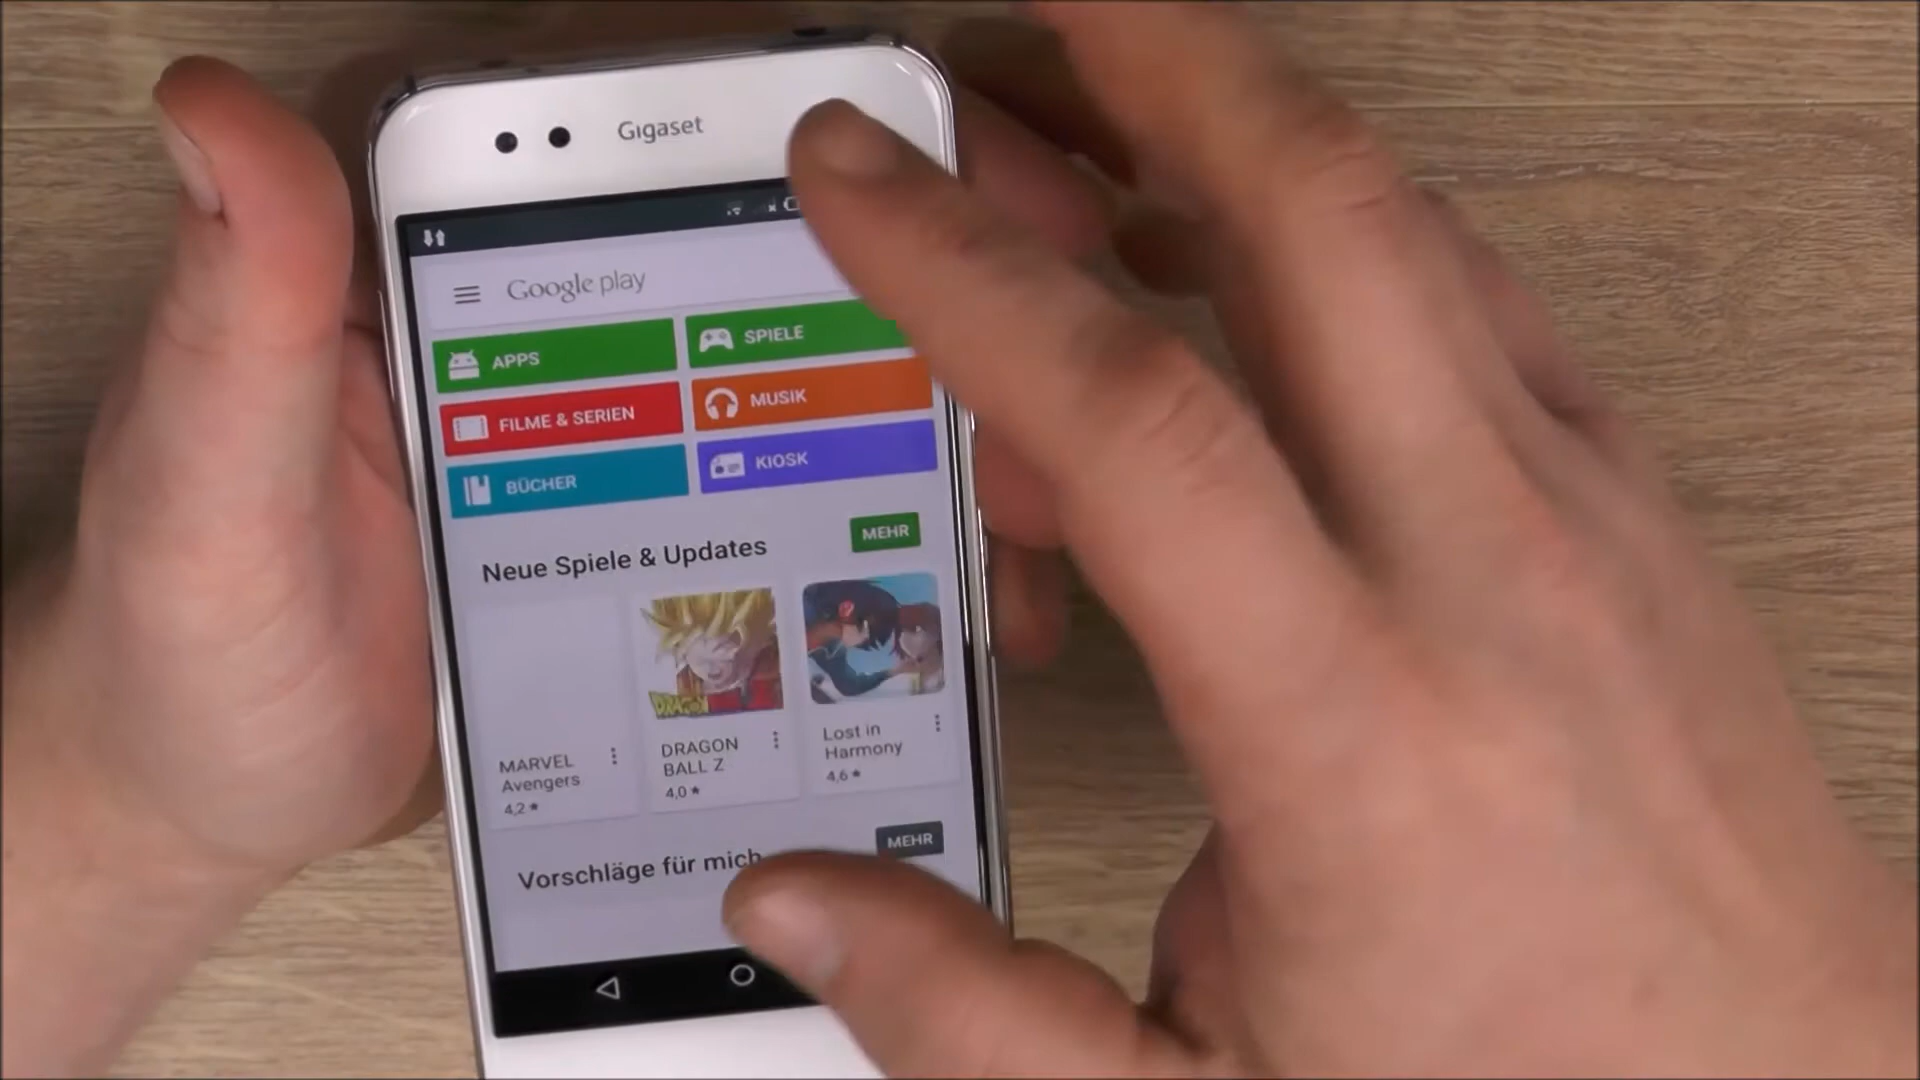 Gigaset
Google play
APPS
SPIELE
FILME & SERIEN
MUSIK
BÜCHER
KIOSK
Neue Spiele & Updates
MEHR
DRAGON
MARVEL
Avengers
4,2 ★
DRAGON
BALL Z
4,0 ★
Lost in
Harmony
4,6 ★
Vorschläge für mich
MEHR